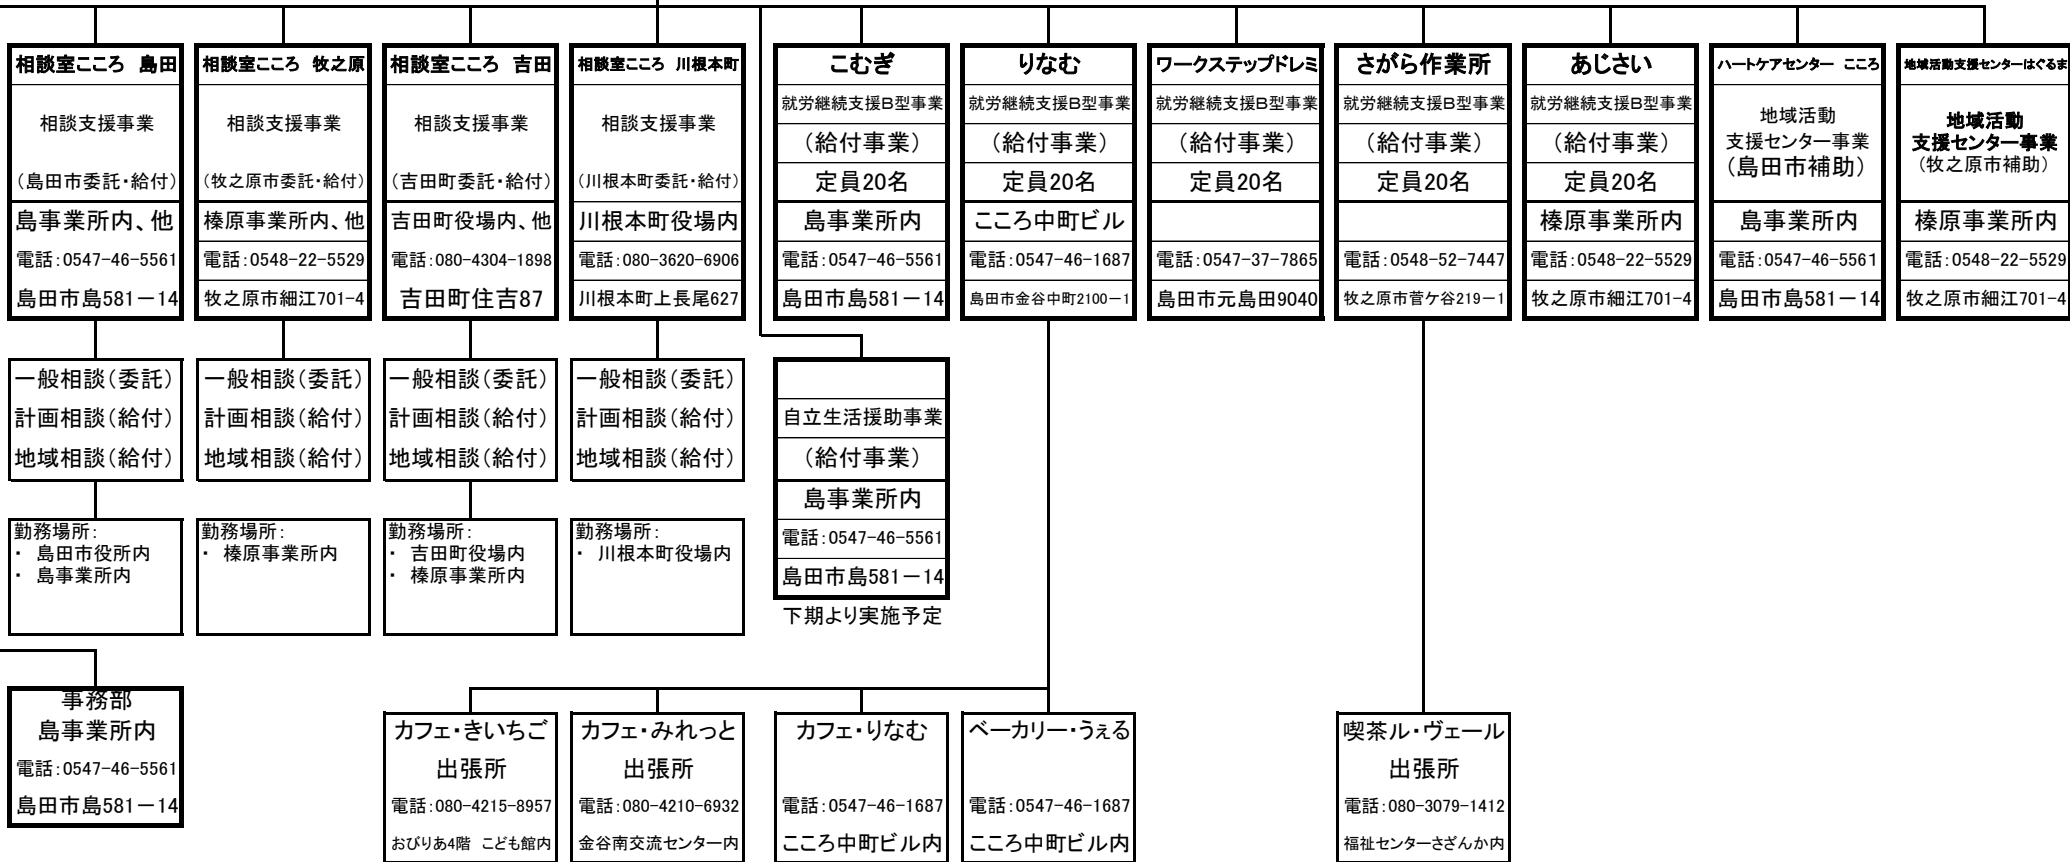 相談室こころ 島田
相談支援事業
(島田市委託・給付)
島事業所内、他
電話:0547-46-5561
島田市島581-14
一般相談(委託)
計画相談(給付)
地域相談(給付)
勤務場所:
・ 島田市役所内
・ 島事業所内
相談室こころ 牧之原
相談支援事業
(牧之原市委託・給付)
榛原事業所内、他
電話:0548-22-5529
牧之原市細江701-4
一般相談(委託)
計画相談(給付)
地域相談(給付)
勤務場所:
・ 榛原事業所内
相談室こころ 吉田
相談支援事業
(吉田町委託・給付)
吉田町役場内、他
電話:080-4304-1898
吉田町住吉87
一般相談(委託)
計画相談(給付)
地域相談(給付)
勤務場所:
・ 吉田町役場内
・ 榛原事業所内
相談室こころ 川根本町
相談支援事業
(川根本町委託・給付)
川根本町役場内
電話:080-3620-6906
川根本町上長尾627
一般相談(委託)
計画相談(給付)
地域相談(給付)
勤務場所:
・ 川根本町役場内
こむぎ
就労継続支援B型事業
(給付事業)
定員20名
島事業所内
電話:0547-46-5561
島田市島581-14
自立生活援助事業
(給付事業)
島事業所内
電話:0547-46-5561
島田市島581-14
下期より実施予定
りなむ
就労継続支援B型事業
(給付事業)
定員20名
こころ中町ビル
電話:0547-46-1687
島田市金谷中町2100-1
ワークステップドレミ
就労継続支援B型事業
(給付事業)
定員20名
電話:0547-37-7865
島田市元島田9040
さがら作業所
就労継続支援B型事業
(給付事業)
定員20名
電話:0548-52-7447
牧之原市菅ケ谷219-1
あじさい
就労継続支援B型事業
(給付事業)
定員20名
榛原事業所内
電話:0548-22-5529
牧之原市細江701-4
ハートケアセンター こころ
地域活動
支援センター事業
(島田市補助)
島事業所内
電話:0547-46-5561
島田市島581-14
地域活動支援センターはぐるま
地域活動
支援センター事業
(牧之原市補助)
榛原事業所内
電話:0548-22-5529
牧之原市細江701-4
事務部
島事業所内
電話:0547-46-5561
島田市島581-14
カフェ・きいちご
出張所
電話:080-4215-8957
おびりあ4階 こども館内
カフェ・みれっと
出張所
電話:080-4210-6932
金谷南交流センター内
カフェ・りなむ
電話:0547-46-1687
こころ中町ビル内
ベーカリー・うぇる
電話:0547-46-1687
こころ中町ビル内
喫茶ル・ヴェール
出張所
電話:080-3079-1412
福祉センターさざんか内